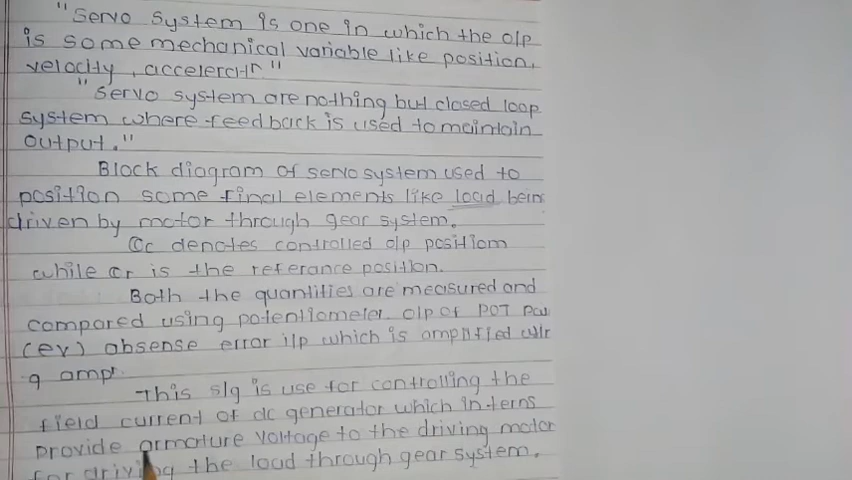 "Servo system is one in which the o/p
is some mechanical variable like position,
velocity, acceleratn"
"Servo system are nothing but closed loop
system where feedback is used to maintain
output."
Block diagram of servo system used to
position some final elements like load being
driven by motor through gear system.
θc denotes controlled o/p position
while θr is the referance position.
Both the quantities are measured and
compared using potentiometer o/p of POT
(ev) absense error i/p which is amplified
g ampr.
This s/g is use for controlling the
field current of dc generator which in terns
provide armature voltage to the driving motor
for driving the load through gear system.